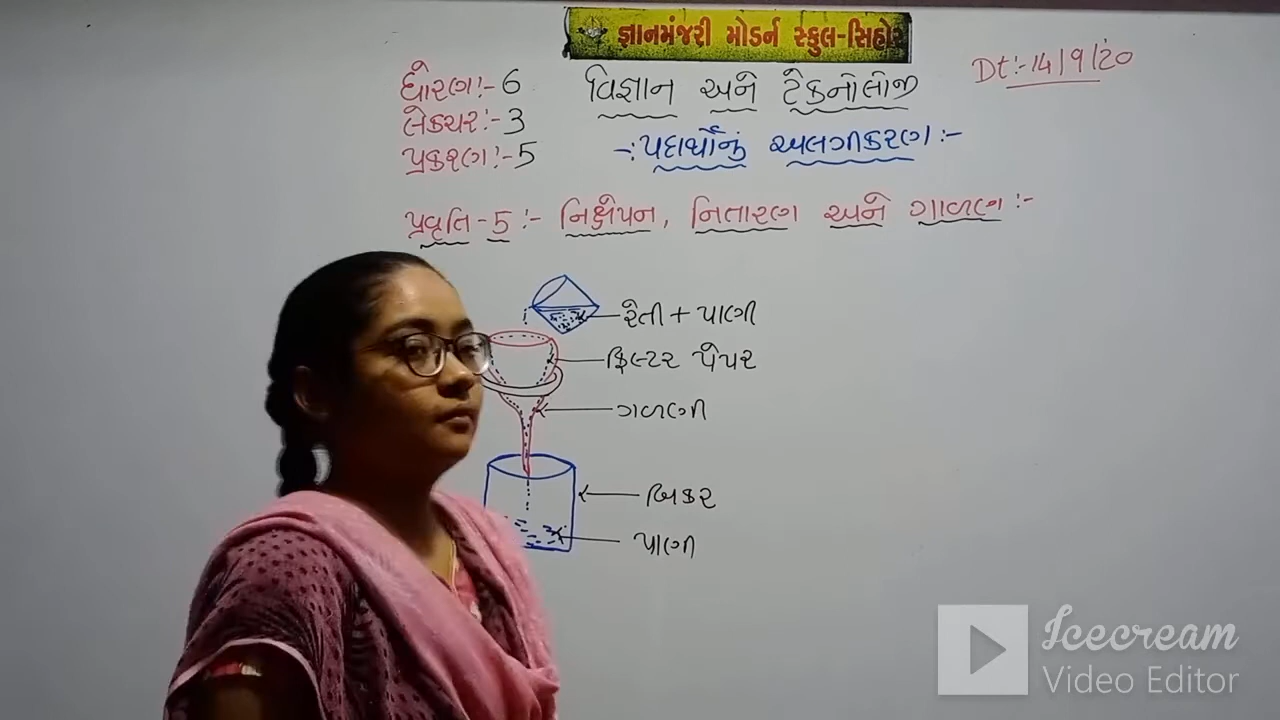 જ્ઞાનમંજરી મોડર્ન સ્કુલ-સિહોર
ધોરણ:- 6
વિજ્ઞાન અને ટેકનોલોજી
Dt:- 14/9/'20
લેકચર:- 3
પ્રકરણ:- 5
-: પદાર્થોનું અલગીકરણ:-
પ્રવૃતિ-5:- નિક્ષેપન, નિતારણ અને ગાળણ:-
રેતી + પાણી
ફિલ્ટર પેપર
ગળણી
બિકર
પાણી
Icecream
Video Editor